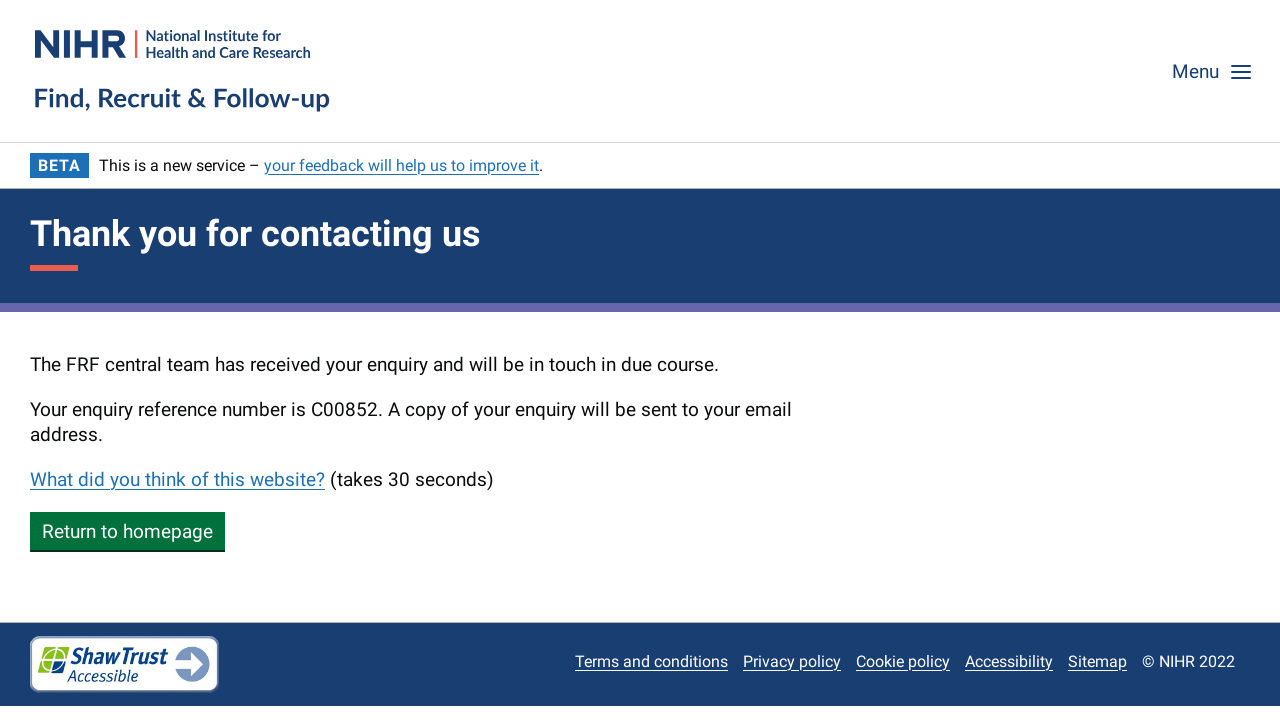 NIHR
National Institute for
Health and Care Research
Find, Recruit & Follow-up
Menu
BETA This is a new service – your feedback will help us to improve it.
Thank you for contacting us
The FRF central team has received your enquiry and will be in touch in due course.
Your enquiry reference number is C00852. A copy of your enquiry will be sent to your email
address.
What did you think of this website? (takes 30 seconds)
Return to homepage
Shaw Trust
Accessible
Terms and conditions Privacy policy Cookie policy Accessibility Sitemap © NIHR 2022